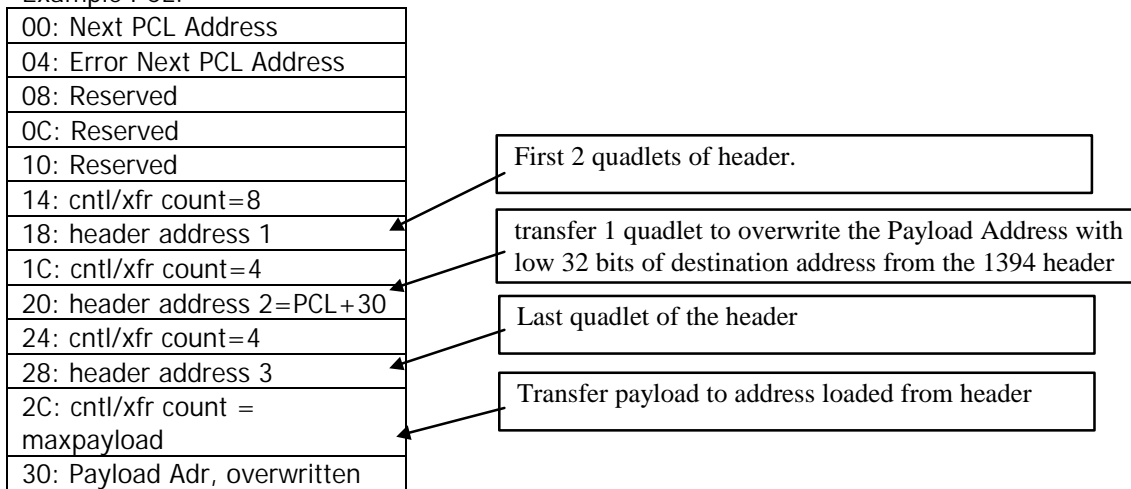 00: Next PCL Address
04: Error Next PCL Address
08: Reserved
0C: Reserved
10: Reserved
14: cntl/xfr count=8
18: header address 1
1C: cntl/xfr count=4
20: header address 2=PCL+30
24: cntl/xfr count=4
28: header address 3
2C: cntl/xfr count =
maxpayload
30: Payload Adr, overwritten
First 2 quadlets of header.
transfer 1 quadlet to overwrite the Payload Address with
low 32 bits of destination address from the 1394 header
Last quadlet of the header
Transfer payload to address loaded from header